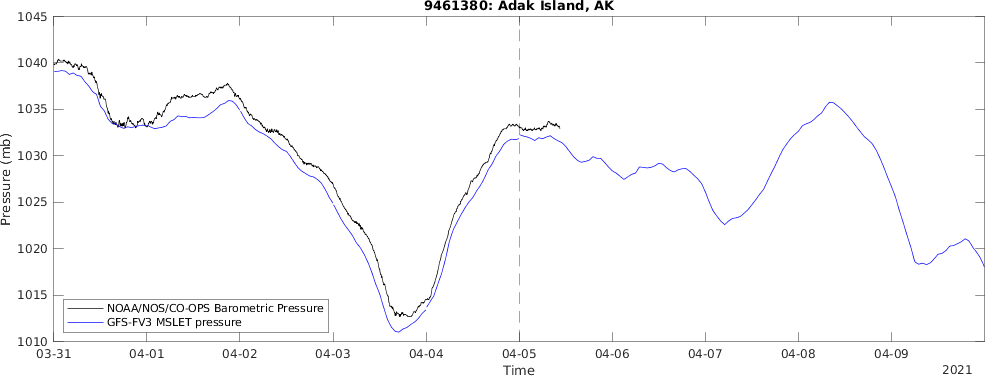 9461380: Adak Island, AK
Pressure (mb)
1045
1040
1035
1030
1025
1020
1015
1010
NOAA/NOS/CO-OPS Barometric Pressure
GFS-FV3 MSLET pressure
03-31 04-01 04-02 04-03 04-04 04-05 04-06 04-07 04-08 04-09
Time
2021